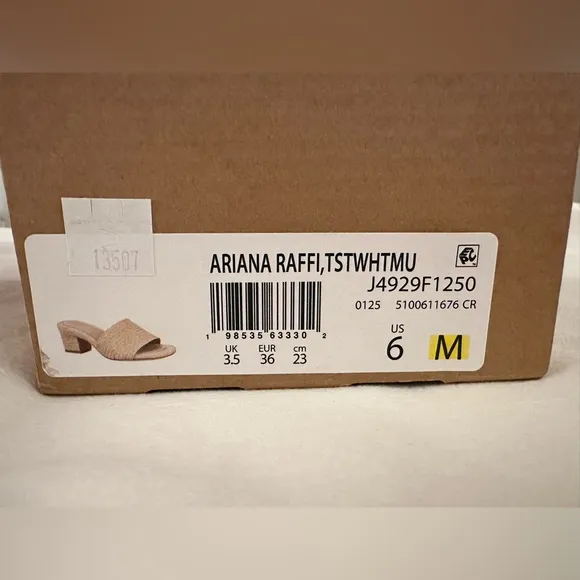 13507
ARIANA RAFFI,TSTWHTMU
J4929F1250
0125 5100611676 CR
1 98535 63330 2
UK EUR cm
3.5 36 23
US
6 M